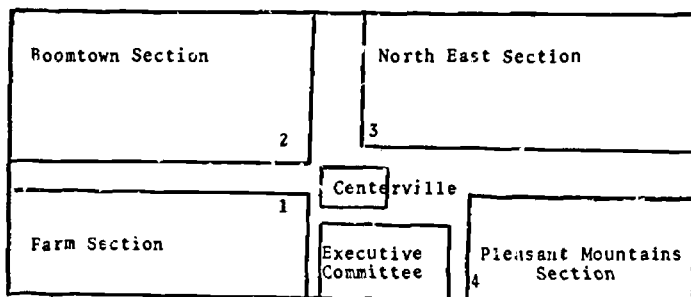 Boomtown Section
North East Section
2
3
Centerville
1
Farm Section
Executive
Committee
Pleasant Mountains
Section
4